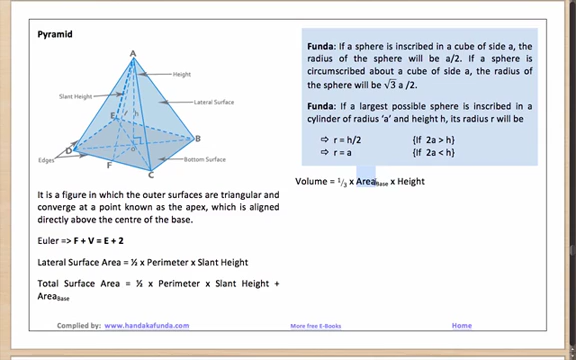 Pyramid
A
Height
Slant Height
Lateral Surface
E
B
D
Edges
F
C
Bottom Surface
It is a figure in which the outer surfaces are triangular and
converge at a point known as the apex, which is aligned
directly above the centre of the base.
Euler => F + V = E + 2
Lateral Surface Area = ½ x Perimeter x Slant Height
Total Surface Area = ½ x Perimeter x Slant Height +
AreaBase
Funda: If a sphere is inscribed in a cube of side a, the
radius of the sphere will be a/2. If a sphere is
circumscribed about a cube of side a, the radius of
the sphere will be √3 a /2.
Funda: If a largest possible sphere is inscribed in a
cylinder of radius 'a' and height h, its radius r will be
⇒ r = h/2 {If 2a > h}
⇒ r = a {If 2a < h}
Volume = 1/3 x AreaBase x Height
Complied by: www.handakafunda.com
More free E-Books
Home